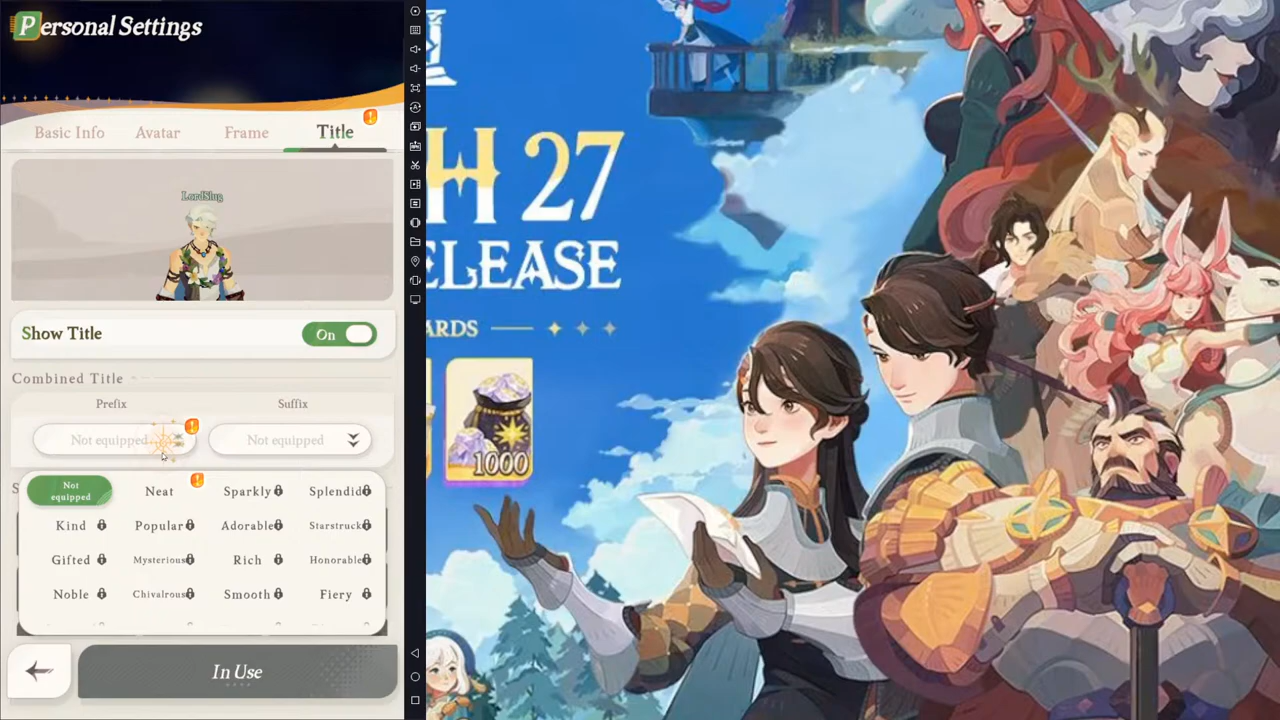 Personal Settings
Basic Info
Avatar
Frame
Title
LordSlug
Show Title
On
Combined Title
Prefix
Suffix
Not equipped
Not equipped
Not equipped
Neat
Sparkly
Splendid
Kind
Popular
Adorable
Starstruck
Gifted
Mysterious
Rich
Honorable
Noble
Chivalrous
Smooth
Fiery
In Use
H 27
ELEASE
ARDS
1000